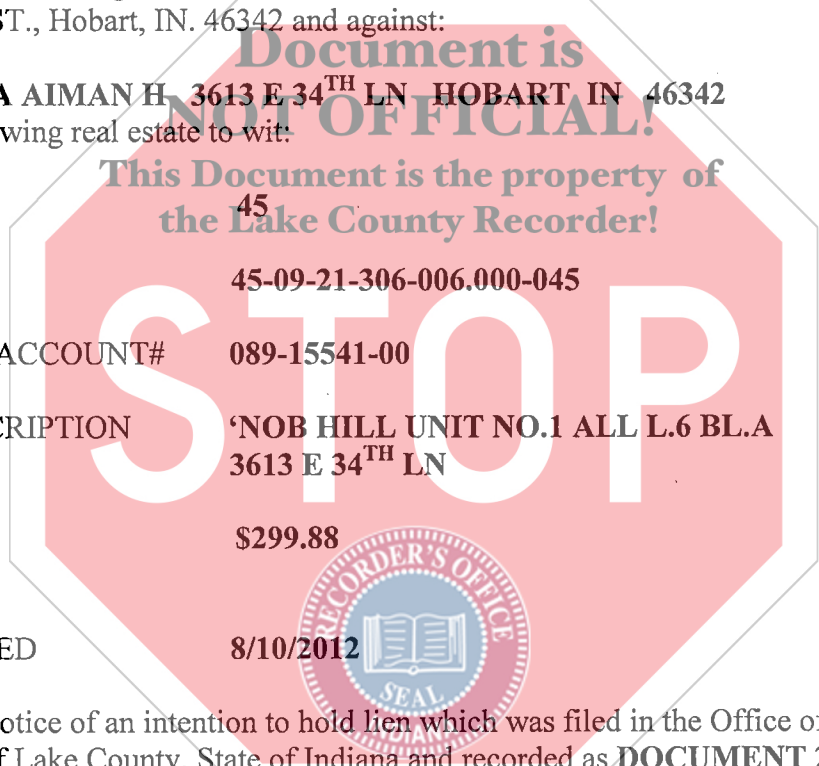 ST., Hobart, IN. 46342 and against:
Document is
A AIMAN H 3613 E 34TH LN HOBART IN 46342
NOT OFFICIAL!
wing real estate to wit:
This Document is the property of
45
the Lake County Recorder!
45-09-21-306-006.000-045
STOP
ACCOUNT# 089-15541-00
CRIPTION ‘NOB HILL UNIT NO.1 ALL L.6 BL.A
3613 E 34TH LN
$299.88
RECORDER'S OFFICE
ED 8/10/2012
SEAL
INDIANA
otice of an intention to hold lien which was filed in the Office o
f Lake County, State of Indiana and recorded as DOCUMENT 2